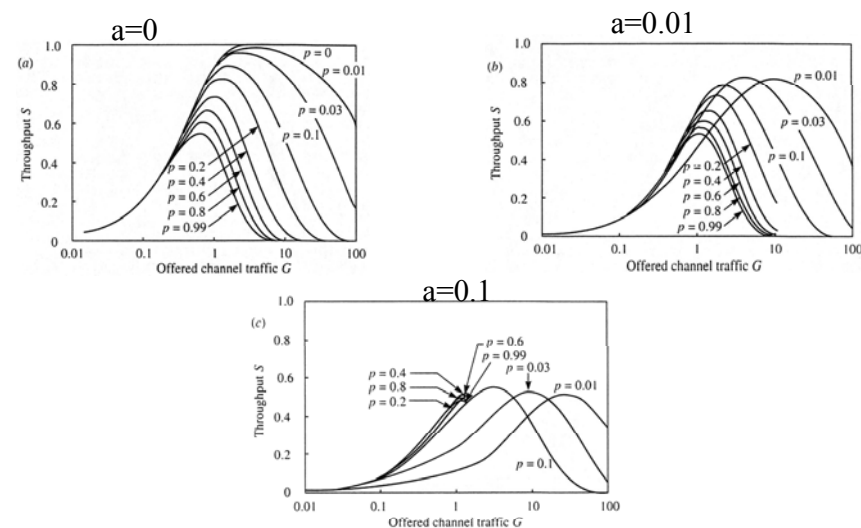 a=0
(a)
Throughput S
1.0
0.8
0.6
0.4
0.2
0
p = 0
p = 0.01
p = 0.03
p = 0.1
p = 0.2
p = 0.4
p = 0.6
p = 0.8
p = 0.99
0.01 0.1 1 10 100
Offered channel traffic G
a=0.01
(b)
Throughput S
1.0
0.8
0.6
0.4
0.2
0
p = 0.01
p = 0.03
p = 0.1
p = 0.2
p = 0.4
p = 0.6
p = 0.8
p = 0.99
0.01 0.1 1 10 100
Offered channel traffic G
a=0.1
(c)
Throughput S
1.0
0.8
0.6
0.4
0.2
0
p = 0.6
p = 0.4
p = 0.99
p = 0.03
p = 0.8
p = 0.01
p = 0.2
p = 0.1
0.01 0.1 1 10 100
Offered channel traffic G